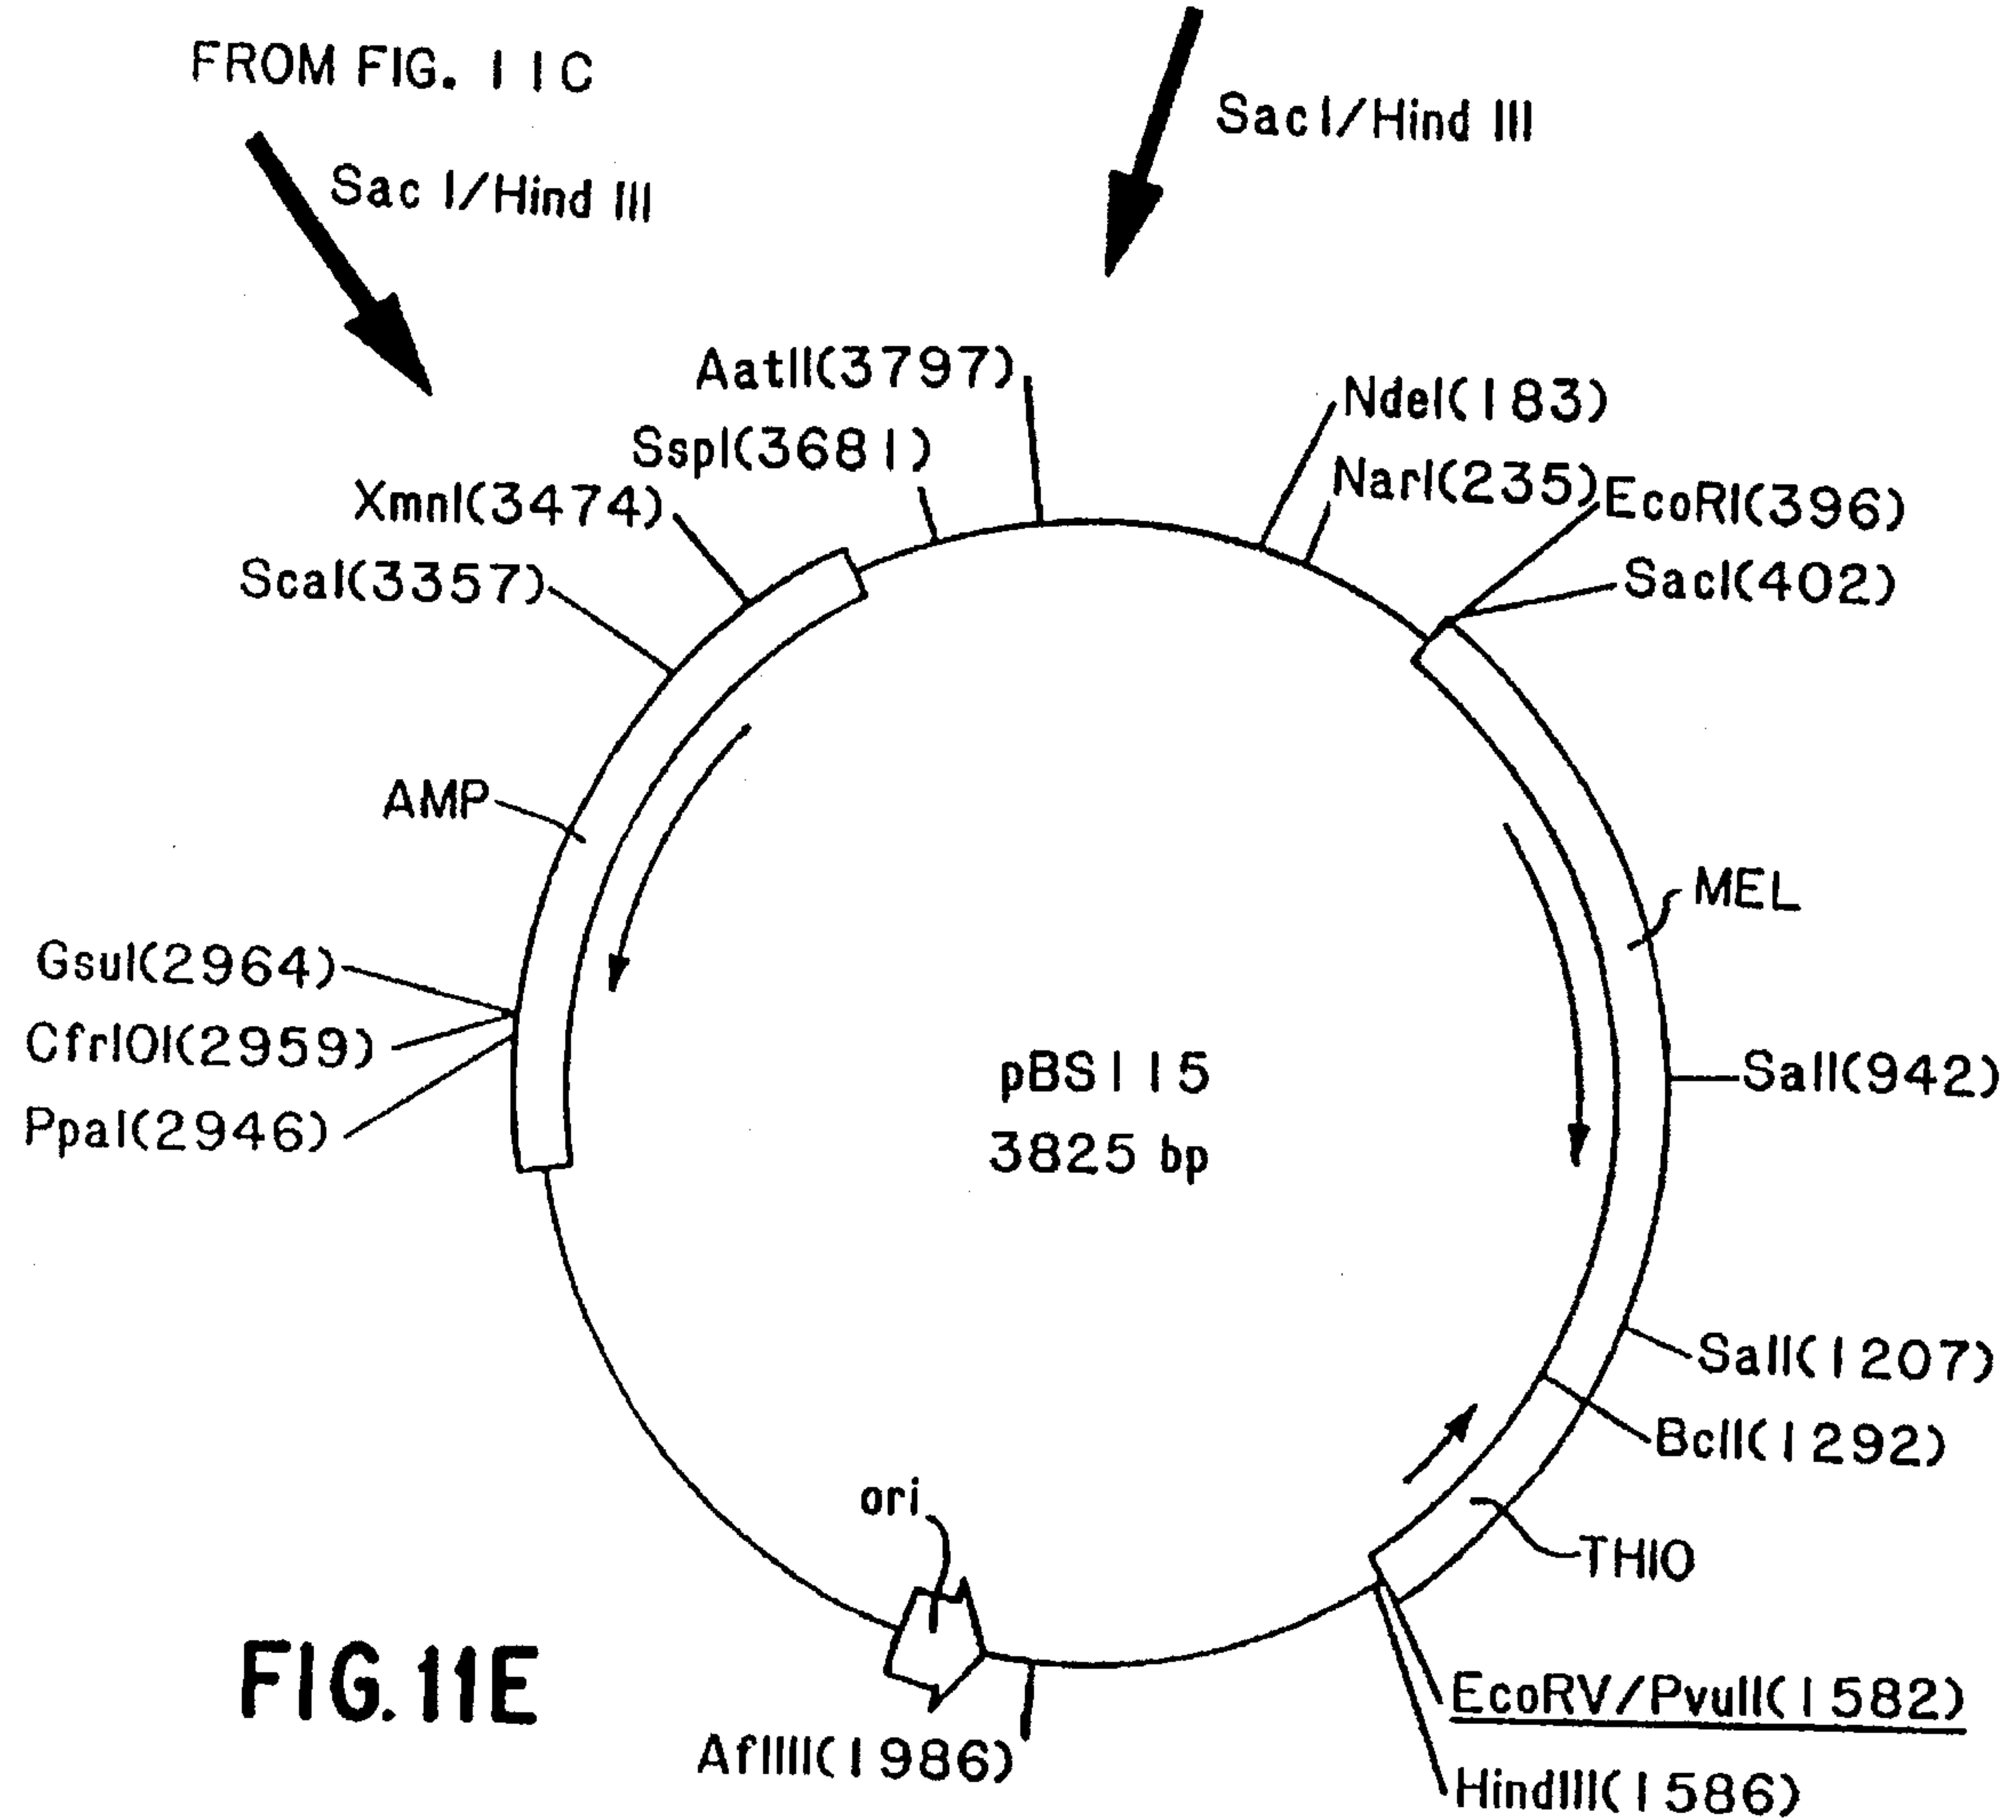 FROM FIG. 11C
Sac I/Hind III
SacI/Hind III
AatII(3797)
SspI(3681)
XmnI(3474)
ScaI(3357)
NdeI(183)
NarI(235)
EcoRI(396)
SacI(402)
AMP
MEL
GsuI(2964)
Cfr10I(2959)
PpaI(2946)
pBS115
3825 bp
SalI(942)
SalI(1207)
BclI(1292)
ori
THIO
FIG.11E
AflIII(1986)
EcoRV/PvuII(1582)
HindIII(1586)